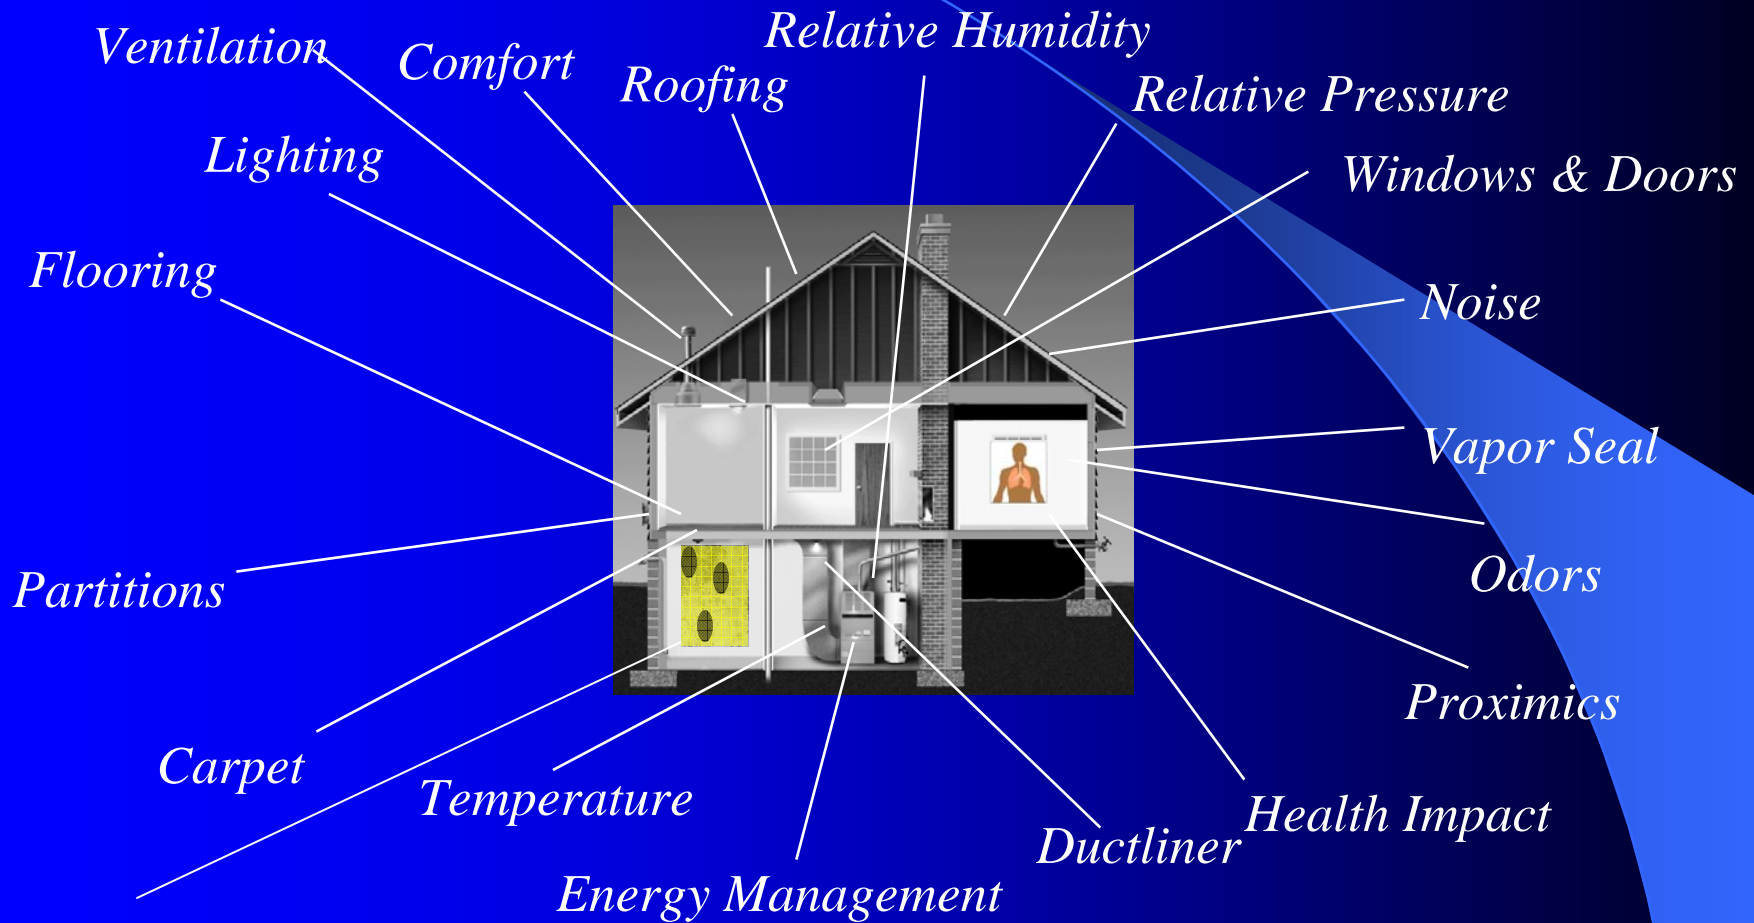 Ventilation
Comfort
Roofing
Relative Humidity
Relative Pressure
Lighting
Windows & Doors
Flooring
Noise
Vapor Seal
Partitions
Odors
Proximics
Carpet
Temperature
Health Impact
Ductliner
Energy Management